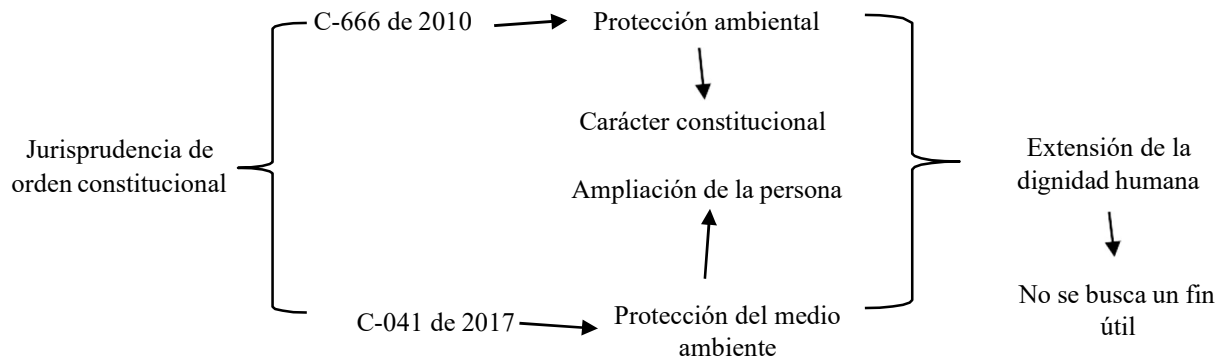 C-666 de 2010
Protección ambiental
Carácter constitucional
Jurisprudencia de
orden constitucional
Ampliación de la persona
Extensión de la
dignidad humana
C-041 de 2017
Protección del medio
ambiente
No se busca un fin
útil